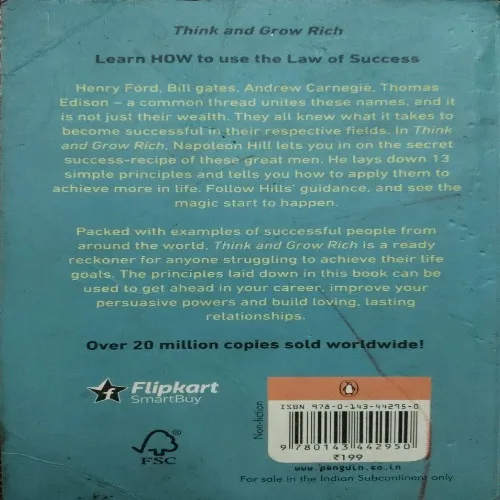 Think and Grow Rich
Learn HOW to use the Law of Success
Henry Ford, Bill gates, Andrew Carnegie, Thomas
Edison – a common thread unites these names, and it
is not just their wealth. They all knew what it takes to
become successful in their respective fields. In Think
and Grow Rich, Napoleon Hill lets you in on the secret
success-recipe of these great men. He lays down 13
simple principles and tells you how to apply them to
achieve more in life. Follow Hills' guidance, and see the
magic start to happen.
Packed with examples of successful people from
around the world, Think and Grow Rich is a ready
reckoner for anyone struggling to achieve their life
goals. The principles laid down in this book can be
used to get ahead in your career, improve your
persuasive powers and build loving, lasting
relationships.
Over 20 million copies sold worldwide!
f Flipkart
SmartBuy
FSC
Non-fiction
ISBN 978-0-143-44295-0
9 780143 442950
₹199
www.penguin.co.in
For sale in the Indian Subcontinent only